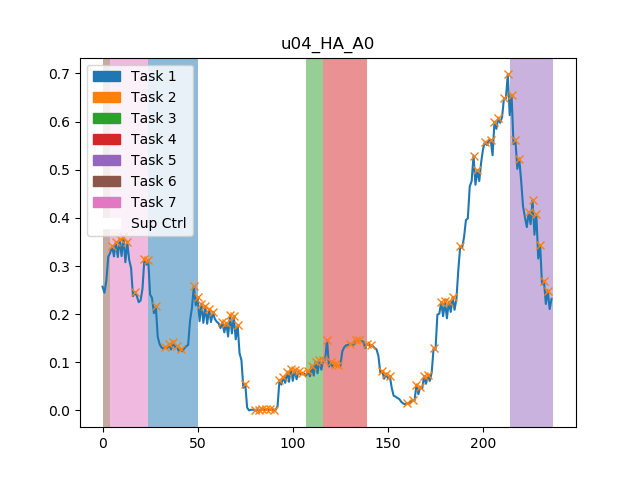 u04_HA_A0
0.7
0.6
0.5
0.4
0.3
0.2
0.1
0.0
Task 1
Task 2
Task 3
Task 4
Task 5
Task 6
Task 7
Sup Ctrl
0 50 100 150 200